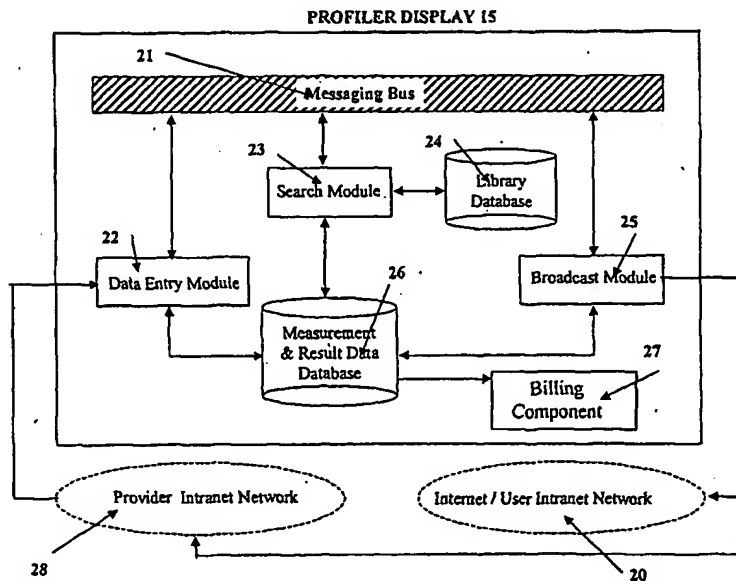 PROFILER DISPLAY 15
21
Messaging Bus
23
24
Search Module
Library
Database
22
25
Data Entry Module
26
Broadcast Module
Measurement
& Result Data
Database
27
Billing
Component
Provider Intranet Network
Internet / User Intranet Network
28
20